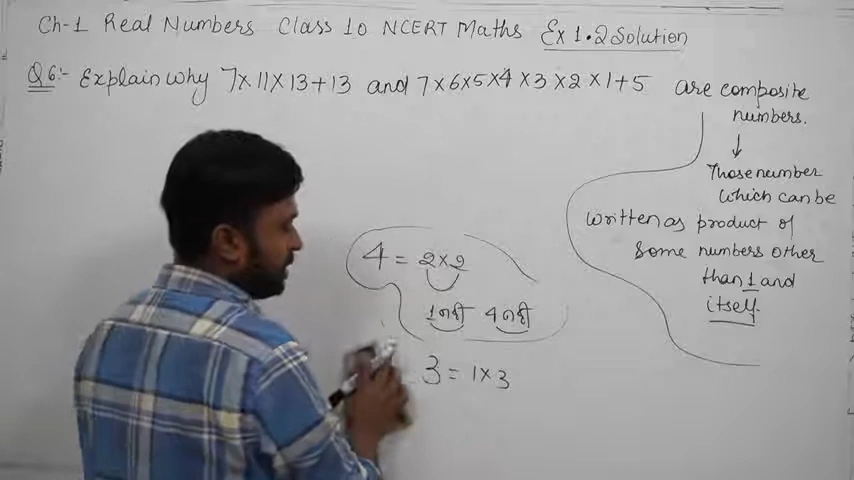 Ch-1 Real Numbers Class 10 NCERT Maths Ex 1.2 Solution
Q6:- Explain why 7×11×13+13 and 7×6×5×4×3×2×1+5 are composite
numbers.
↓
Those number
which can be
written as product of
some numbers other
than 1 and
itself.
4 = 2×2
1 नहीं 4 नहीं
3 = 1×3